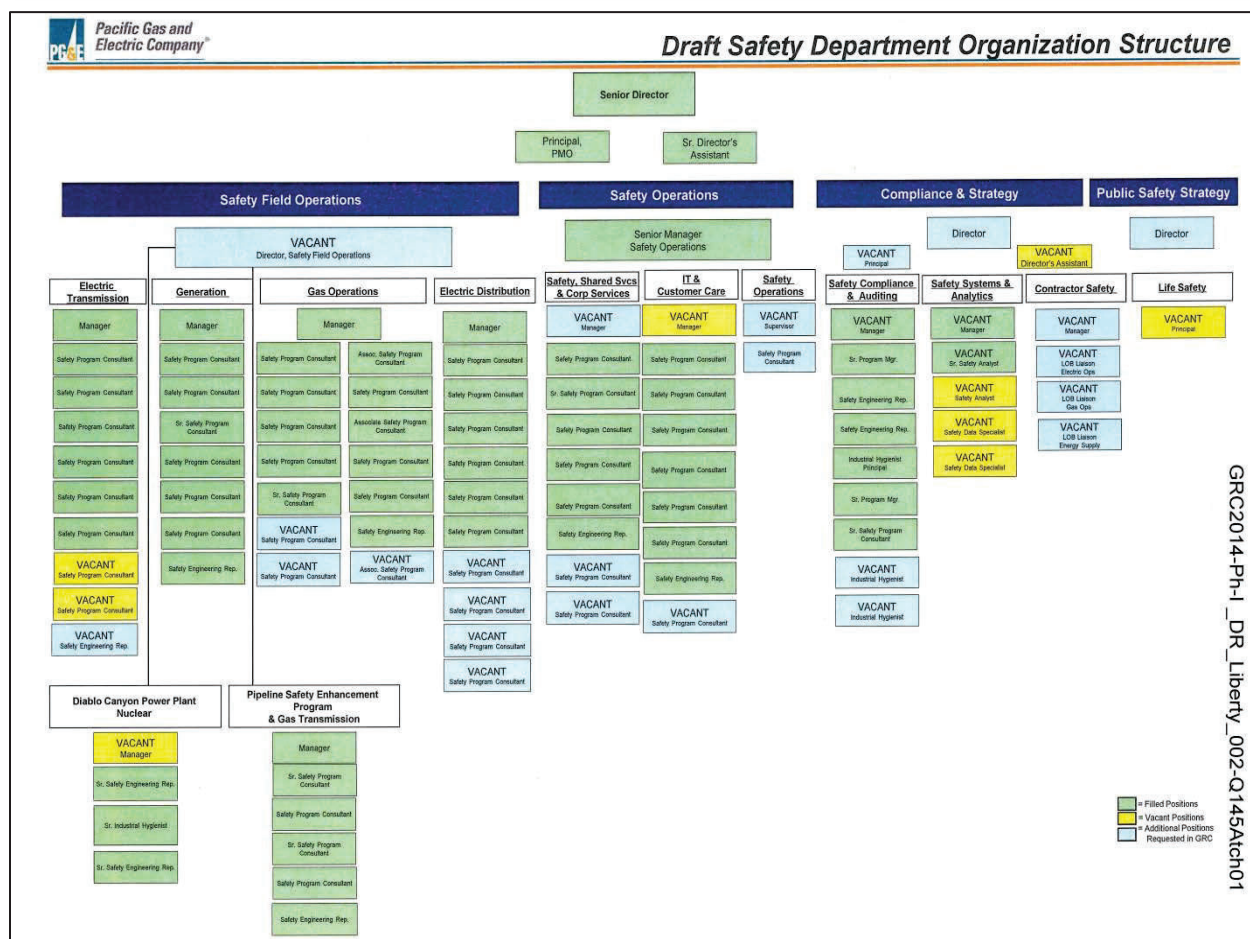 PG&E
Pacific Gas and
Electric Company®
Draft Safety Department Organization Structure
Senior Director
Principal,
PMO
Sr. Director's
Assistant
Safety Field Operations
Safety Operations
Compliance & Strategy
Public Safety Strategy
VACANT
Director, Safety Field Operations
Senior Manager
Safety Operations
VACANT
Principal
Director
VACANT
Director's Assistant
Director
Electric
Transmission
Manager
Safety Program Consultant
Safety Program Consultant
Safety Program Consultant
Safety Program Consultant
Safety Program Consultant
Safety Program Consultant
VACANT
Safety Program Consultant
VACANT
Safety Program Consultant
VACANT
Safety Engineering Rep.
Generation
Manager
Safety Program Consultant
Safety Program Consultant
Sr. Safety Program
Consultant
Safety Program Consultant
Safety Program Consultant
Safety Program Consultant
Safety Engineering Rep.
Gas Operations
Manager
Safety Program Consultant
Safety Program Consultant
Safety Program Consultant
Safety Program Consultant
Sr. Safety Program
Consultant
VACANT
Safety Program Consultant
VACANT
Safety Program Consultant
Assoc. Safety Program
Consultant
Safety Program Consultant
Associate Safety Program
Consultant
Safety Program Consultant
Safety Program Consultant
Safety Engineering Rep.
VACANT
Assoc. Safety Program
Consultant
Electric Distribution
Manager
Safety Program Consultant
Safety Program Consultant
Safety Program Consultant
Safety Program Consultant
Safety Program Consultant
Safety Program Consultant
VACANT
Safety Program Consultant
VACANT
Safety Program Consultant
VACANT
Safety Program Consultant
VACANT
Safety Program Consultant
Safety, Shared Svcs
& Corp Services
VACANT
Manager
Safety Program Consultant
Sr. Safety Program Consultant
Safety Program Consultant
Safety Program Consultant
Safety Program Consultant
Safety Engineering Rep.
VACANT
Safety Program Consultant
VACANT
Safety Program Consultant
IT &
Customer Care
VACANT
Manager
Safety Program Consultant
Safety Program Consultant
Safety Program Consultant
Safety Program Consultant
Safety Program Consultant
Safety Program Consultant
Safety Engineering Rep.
VACANT
Safety Program Consultant
Safety
Operations
VACANT
Supervisor
Safety Program
Consultant
Safety Compliance
& Auditing
VACANT
Manager
Sr. Program Mgr.
Safety Engineering Rep.
Safety Engineering Rep.
Industrial Hygienist
Principal
Sr. Program Mgr.
Sr. Safety Program
Consultant
VACANT
Industrial Hygienist
VACANT
Industrial Hygienist
Safety Systems &
Analytics
VACANT
Manager
VACANT
Sr. Safety Analyst
VACANT
Safety Analyst
VACANT
Safety Data Specialist
VACANT
Safety Data Specialist
Contractor Safety
VACANT
Manager
VACANT
LOB Liaison
Electric Ops
VACANT
LOB Liaison
Gas Ops
VACANT
LOB Liaison
Energy Supply
Life Safety
VACANT
Principal
Diablo Canyon Power Plant
Nuclear
VACANT
Manager
Sr. Safety Engineering Rep.
Sr. Industrial Hygienist
Sr. Safety Engineering Rep.
Pipeline Safety Enhancement
Program
& Gas Transmission
Manager
Sr. Safety Program
Consultant
Safety Program Consultant
Sr. Safety Program
Consultant
Safety Program Consultant
Safety Engineering Rep.
= Filled Positions
= Vacant Positions
= Additional Positions
Requested in GRC
GRC2014-Ph-I_DR_Liberty_002-Q145Atch01